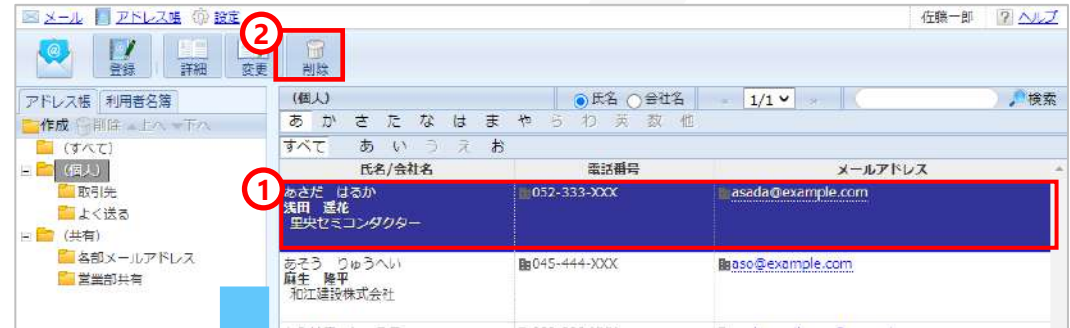 メール アドレス帳 設定 佐藤一郎 ? ヘルプ
②
登録 詳細 変更 削除
アドレス帳 利用者名簿 (個人) 氏名 会社名 « 1/1 » 検索
作成 削除 上へ 下へ あ か さ た な は ま や ら わ 英 数 他
(すべて) すべて あ い う え お
(個人) 氏名/会社名 電話番号 メールアドレス
①
取引先 あさだ はるか 052-333-XXX asada@example.com
よく送る 浅田 遥花
(共有) 里央セミコンダクター
各部メールアドレス あそう りゅうへい 045-444-XXX aso@example.com
営業部共有 麻生 隆平
和江建設株式会社